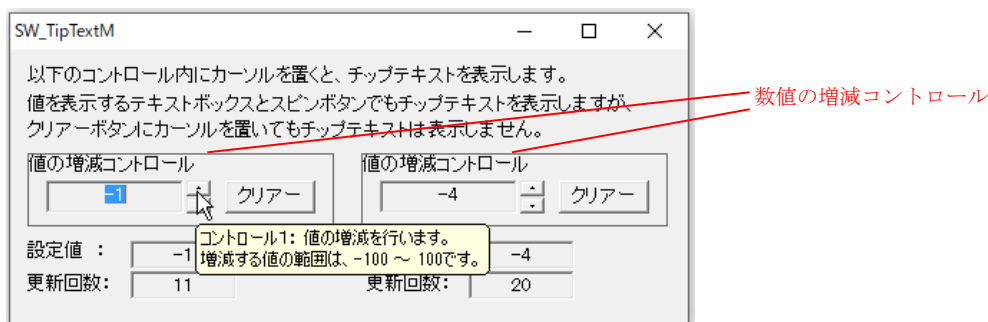 SW_TipTextM
以下のコントロール内にカーソルを置くと、チップテキストを表示します。
値を表示するテキストボックスとスピンボタンでもチップテキストを表示しますが、
クリアーボタンにカーソルを置いてもチップテキストは表示しません。
数値の増減コントロール
値の増減コントロール 値の増減コントロール
-1 クリアー -4 クリアー
コントロール1: 値の増減を行います。
増減する値の範囲は、-100 ～ 100です。
設定値 : -1 -4
更新回数: 11 更新回数: 20